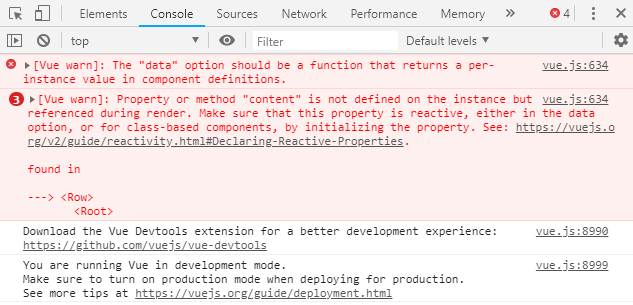 Elements Console Sources Network Performance Memory » 4
top Filter Default levels
[Vue warn]: The "data" option should be a function that returns a per- vue.js:634
instance value in component definitions.
3 [Vue warn]: Property or method "content" is not defined on the instance but vue.js:634
referenced during render. Make sure that this property is reactive, either in the data
option, or for class-based components, by initializing the property. See: https://vuejs.o
rg/v2/guide/reactivity.html#Declaring-Reactive-Properties.
found in
---> <Row>
<Root>
Download the Vue Devtools extension for a better development experience: vue.js:8990
https://github.com/vuejs/vue-devtools
You are running Vue in development mode. vue.js:8999
Make sure to turn on production mode when deploying for production.
See more tips at https://vuejs.org/guide/deployment.html